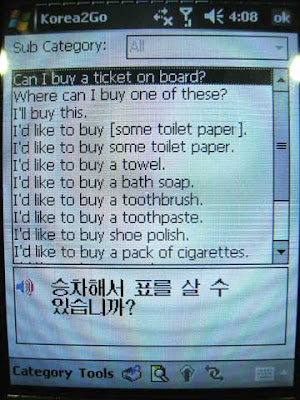 Korea2Go 4:08 ok
Sub Category: All
Can I buy a ticket on board?
Where can I buy one of these?
I'll buy this.
I'd like to buy [some toilet paper].
I'd like to buy some toilet paper.
I'd like to buy a towel.
I'd like to buy a bath soap.
I'd like to buy a toothbrush.
I'd like to buy a toothpaste.
I'd like to buy shoe polish.
I'd like to buy a pack of cigarettes.
승차해서 표를 살 수
있습니까?
Category Tools